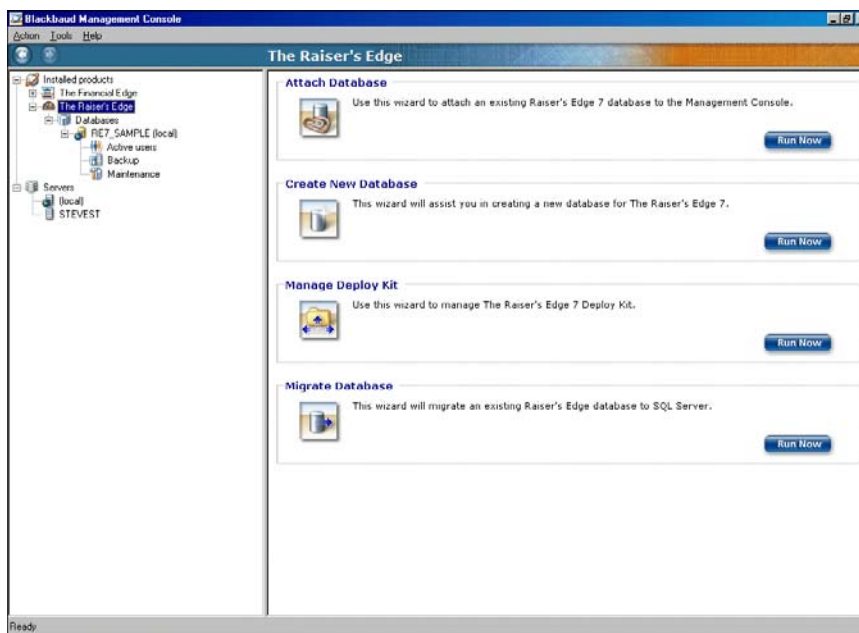 Blackbaud Management Console
Action Tools Help
The Raiser's Edge
Installed products
The Financial Edge
The Raiser's Edge
Databases
RE7_SAMPLE (local)
Active users
Backup
Maintenance
Servers
(local)
STEVEST
Attach Database
Use this wizard to attach an existing Raiser's Edge 7 database to the Management Console.
Run Now
Create New Database
This wizard will assist you in creating a new database for The Raiser's Edge 7.
Run Now
Manage Deploy Kit
Use this wizard to manage The Raiser's Edge 7 Deploy Kit.
Run Now
Migrate Database
This wizard will migrate an existing Raiser's Edge database to SQL Server.
Run Now
Ready